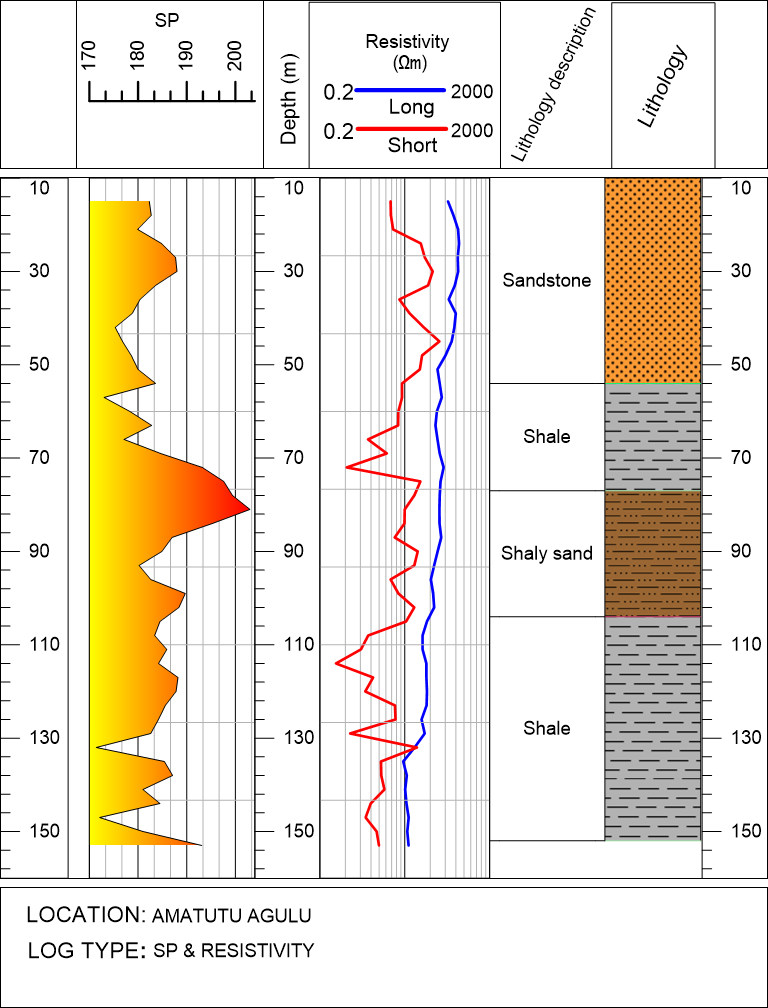 SP
170 180 190 200
Depth (m)
Resistivity
(Ωm)
0.2 2000
Long
0.2 2000
Short
Lithology description
Lithology
10 10 10
30 30 30
Sandstone
50 50 50
Shale
70 70 70
90 90 90
Shaly sand
110 110 110
Shale
130 130 130
150 150 150
LOCATION: AMATUTU AGULU
LOG TYPE: SP & RESISTIVITY